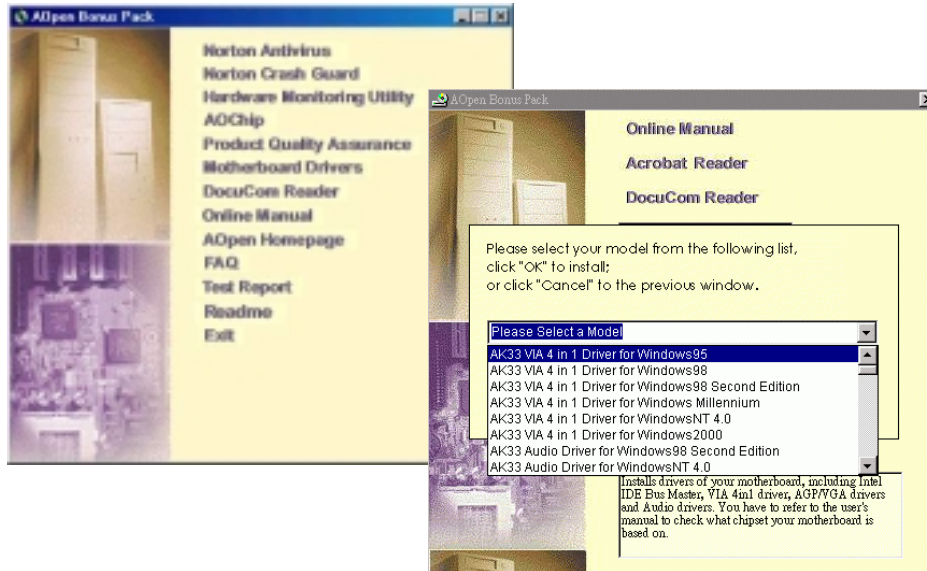 AOpen Bonus Pack
Norton Antivirus
Norton Crash Guard
Hardware Monitoring Utility
AOChip
Product Quality Assurance
Motherboard Drivers
DocuCom Reader
Online Manual
AOpen Homepage
FAQ
Test Report
Readme
Exit
AOpen Bonus Pack
Online Manual
Acrobat Reader
DocuCom Reader
Please select your model from the following list,
click "OK" to install;
or click "Cancel" to the previous window.
Please Select a Model
AK33 VIA 4 in 1 Driver for Windows95
AK33 VIA 4 in 1 Driver for Windows98
AK33 VIA 4 in 1 Driver for Windows98 Second Edition
AK33 VIA 4 in 1 Driver for Windows Millennium
AK33 VIA 4 in 1 Driver for WindowsNT 4.0
AK33 VIA 4 in 1 Driver for Windows2000
AK33 Audio Driver for Windows98 Second Edition
AK33 Audio Driver for WindowsNT 4.0
Installs drivers of your motherboard, including Intel
IDE Bus Master, VIA 4in1 driver, AGP/VGA drivers
and Audio drivers. You have to refer to the user's
manual to check what chipset your motherboard is
based on.